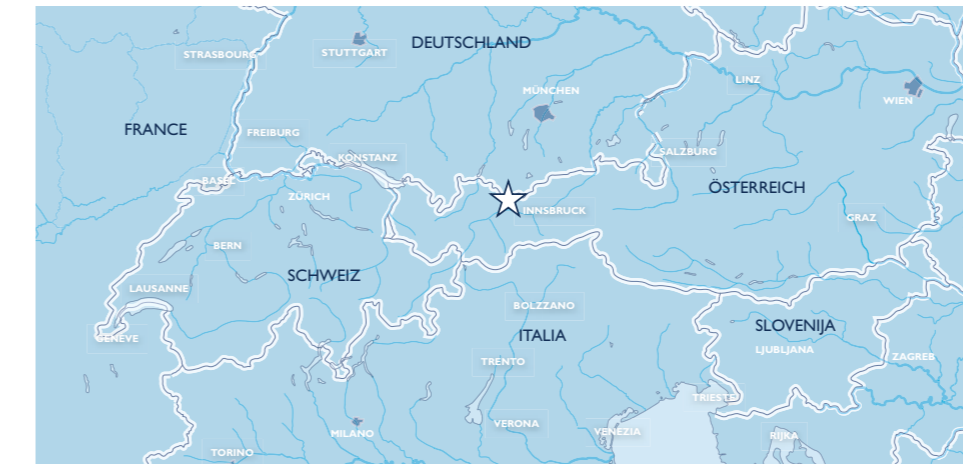 DEUTSCHLAND
STRASBOURG
STUTTGART
LINZ
MÜNCHEN
WIEN
FRANCE
FREIBURG
KONSTANZ
SALZBURG
BASEL
ZÜRICH
ÖSTERREICH
INNSBRUCK
GRAZ
BERN
SCHWEIZ
LAUSANNE
BOLZZANO
SLOVENIJA
GENÈVE
ITALIA
LJUBLJANA
ZAGREB
TRENTO
TRIESTE
VERONA
VENEZIA
MILANO
RIJKA
TORINO